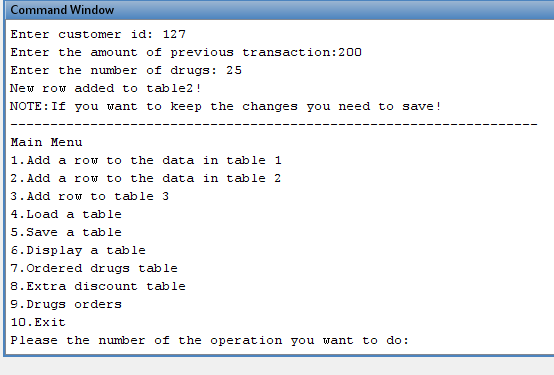 Command Window
Enter customer id: 127
Enter the amount of previous transaction:200
Enter the number of drugs: 25
New row added to table2!
NOTE:If you want to keep the changes you need to save!
------------------------------------------------------------------
Main Menu
1.Add a row to the data in table 1
2.Add a row to the data in table 2
3.Add row to table 3
4.Load a table
5.Save a table
6.Display a table
7.Ordered drugs table
8.Extra discount table
9.Drugs orders
10.Exit
Please the number of the operation you want to do: